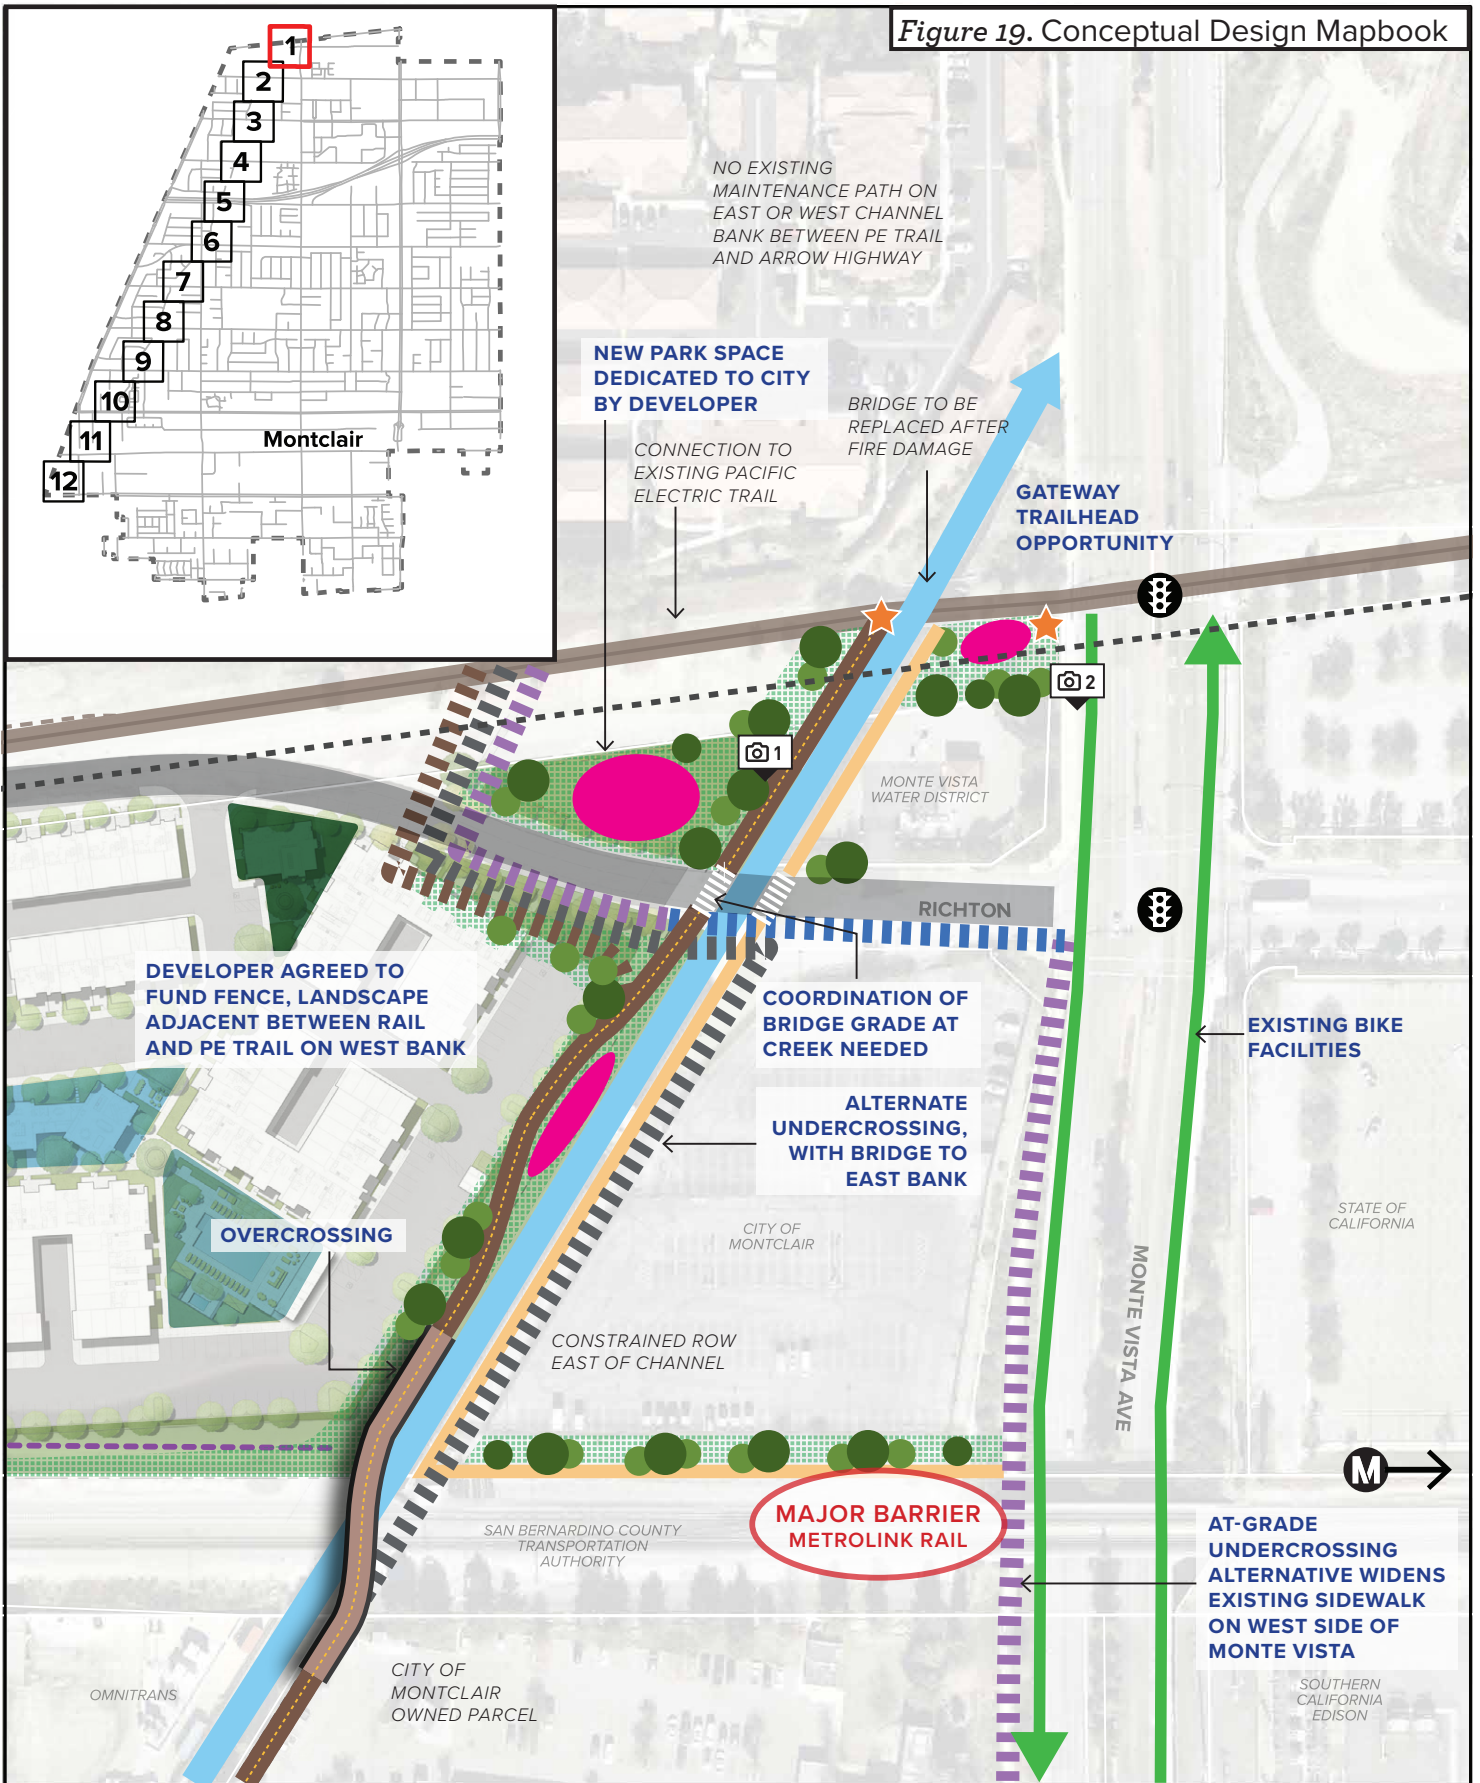 Figure 19. Conceptual Design Mapbook
1
2
3
4
5
6
7
8
9
10
11
12
Montclair
NO EXISTING
MAINTENANCE PATH ON
EAST OR WEST CHANNEL
BANK BETWEEN PE TRAIL
AND ARROW HIGHWAY
NEW PARK SPACE
DEDICATED TO CITY
BY DEVELOPER
BRIDGE TO BE
REPLACED AFTER
FIRE DAMAGE
CONNECTION TO
EXISTING PACIFIC
ELECTRIC TRAIL
GATEWAY
TRAILHEAD
OPPORTUNITY
2
1
MONTE VISTA
WATER DISTRICT
RICHTON
DEVELOPER AGREED TO
FUND FENCE, LANDSCAPE
ADJACENT BETWEEN RAIL
AND PE TRAIL ON WEST BANK
COORDINATION OF
BRIDGE GRADE AT
CREEK NEEDED
EXISTING BIKE
FACILITIES
ALTERNATE
UNDERCROSSING,
WITH BRIDGE TO
EAST BANK
STATE OF
CALIFORNIA
OVERCROSSING
CITY OF
MONTCLAIR
MONTE VISTA AVE
CONSTRAINED ROW
EAST OF CHANNEL
M
MAJOR BARRIER
METROLINK RAIL
SAN BERNARDINO COUNTY
TRANSPORTATION
AUTHORITY
AT-GRADE
UNDERCROSSING
ALTERNATIVE WIDENS
EXISTING SIDEWALK
ON WEST SIDE OF
MONTE VISTA
CITY OF
MONTCLAIR
OWNED PARCEL
OMNITRANS
SOUTHERN
CALIFORNIA
EDISON